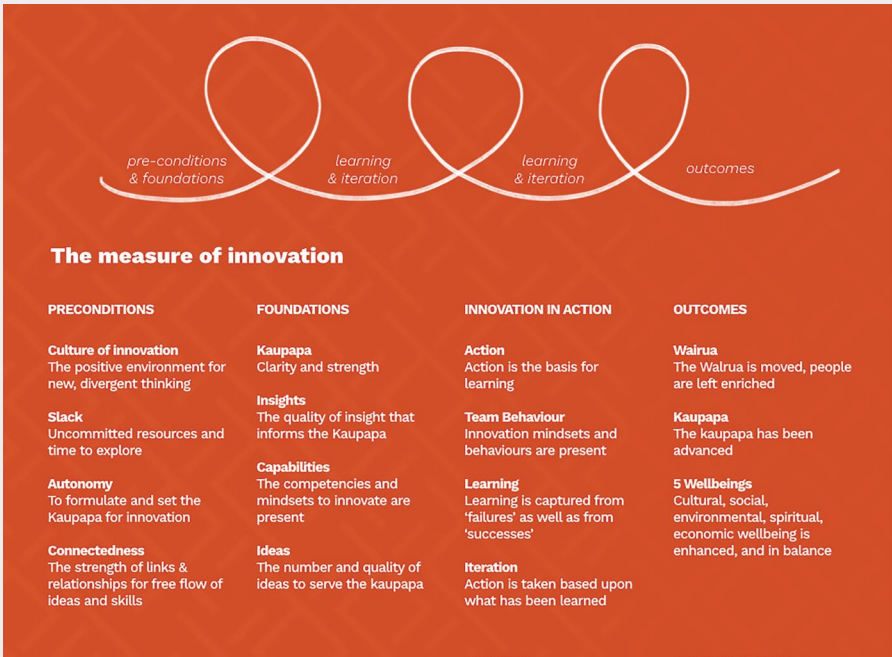 pre-conditions
& foundations
learning
& iteration
learning
& iteration
outcomes
The measure of innovation
PRECONDITIONS
Culture of innovation
The positive environment for
new, divergent thinking
Slack
Uncommitted resources and
time to explore
Autonomy
To formulate and set the
Kaupapa for innovation
Connectedness
The strength of links &
relationships for free flow of
ideas and skills
FOUNDATIONS
Kaupapa
Clarity and strength
Insights
The quality of insight that
informs the Kaupapa
Capabilities
The competencies and
mindsets to innovate are
present
Ideas
The number and quality of
ideas to serve the kaupapa
INNOVATION IN ACTION
Action
Action is the basis for
learning
Team Behaviour
Innovation mindsets and
behaviours are present
Learning
Learning is captured from
‘failures’ as well as from
‘successes’
Iteration
Action is taken based upon
what has been learned
OUTCOMES
Wairua
The Walrua is moved, people
are left enriched
Kaupapa
The kaupapa has been
advanced
5 Wellbeings
Cultural, social,
environmental, spiritual,
economic wellbeing is
enhanced, and in balance